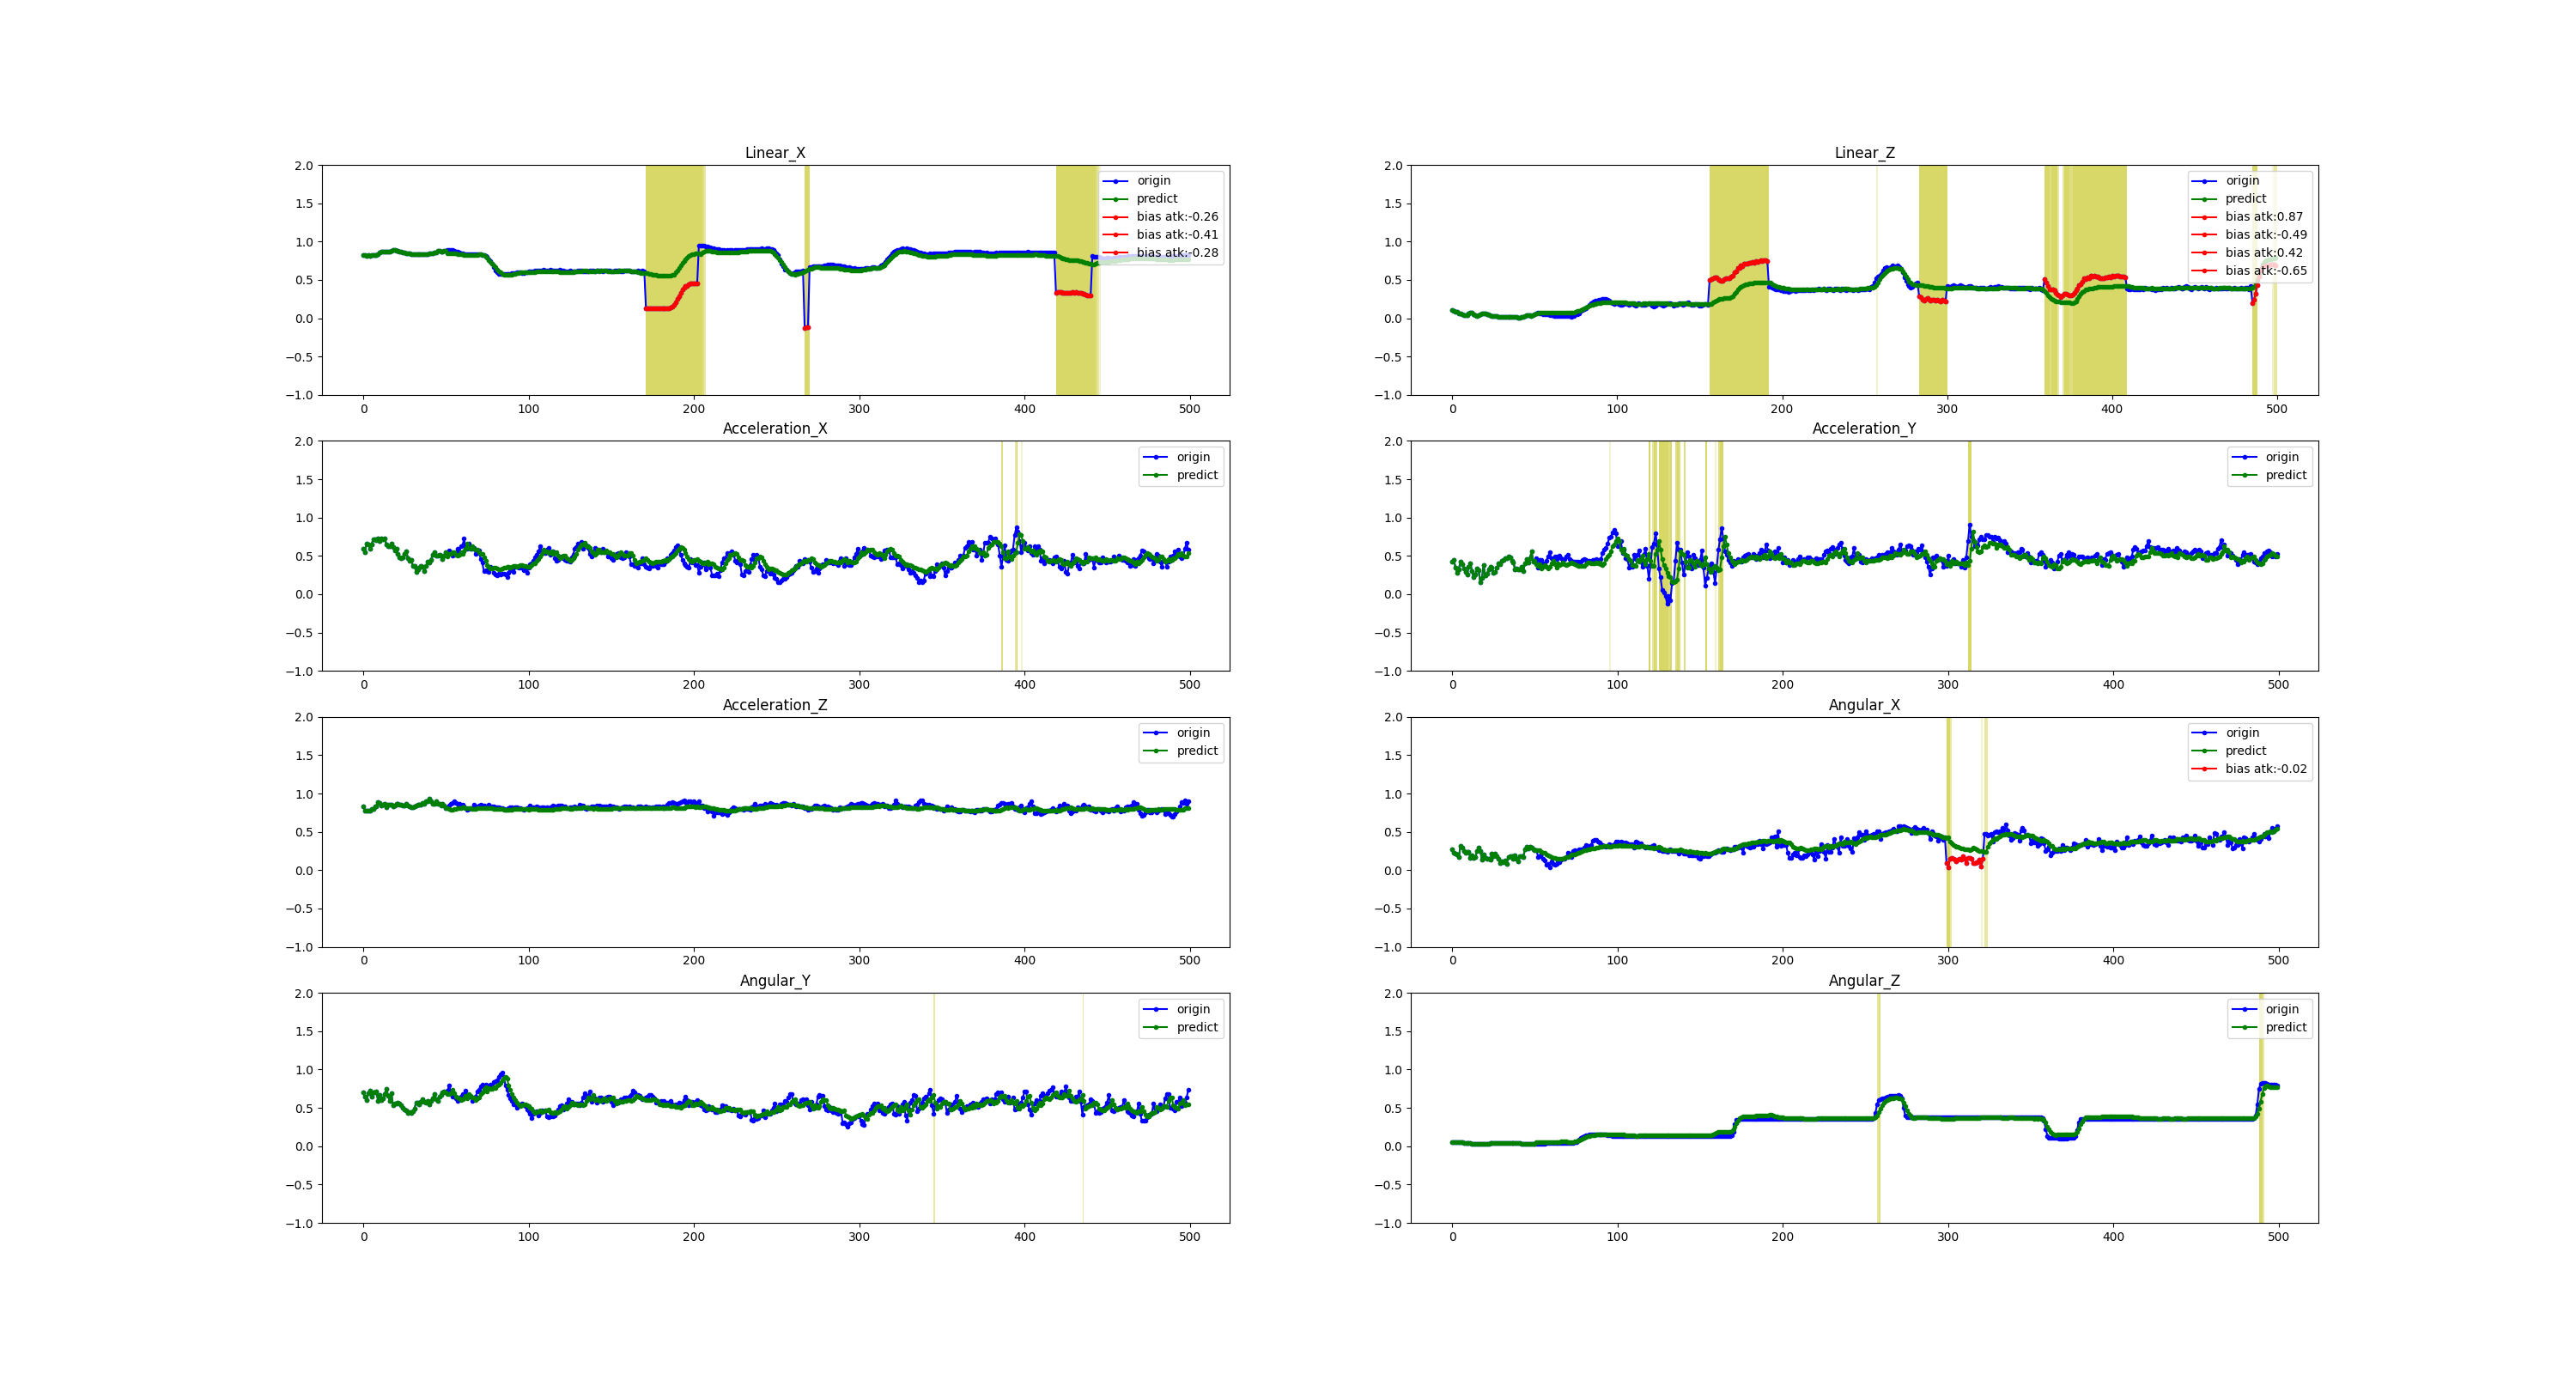 Linear_X
2.0
1.5
1.0
0.5
0.0
−0.5
−1.0
0 100 200 300 400 500
origin
predict
bias atk:-0.26
bias atk:-0.41
bias atk:-0.28
Linear_Z
2.0
1.5
1.0
0.5
0.0
−0.5
−1.0
0 100 200 300 400 500
origin
predict
bias atk:0.87
bias atk:-0.49
bias atk:0.42
bias atk:-0.65
Acceleration_X
2.0
1.5
1.0
0.5
0.0
−0.5
−1.0
0 100 200 300 400 500
origin
predict
Acceleration_Y
2.0
1.5
1.0
0.5
0.0
−0.5
−1.0
0 100 200 300 400 500
origin
predict
Acceleration_Z
2.0
1.5
1.0
0.5
0.0
−0.5
−1.0
0 100 200 300 400 500
origin
predict
Angular_X
2.0
1.5
1.0
0.5
0.0
−0.5
−1.0
0 100 200 300 400 500
origin
predict
bias atk:-0.02
Angular_Y
2.0
1.5
1.0
0.5
0.0
−0.5
−1.0
0 100 200 300 400 500
origin
predict
Angular_Z
2.0
1.5
1.0
0.5
0.0
−0.5
−1.0
0 100 200 300 400 500
origin
predict